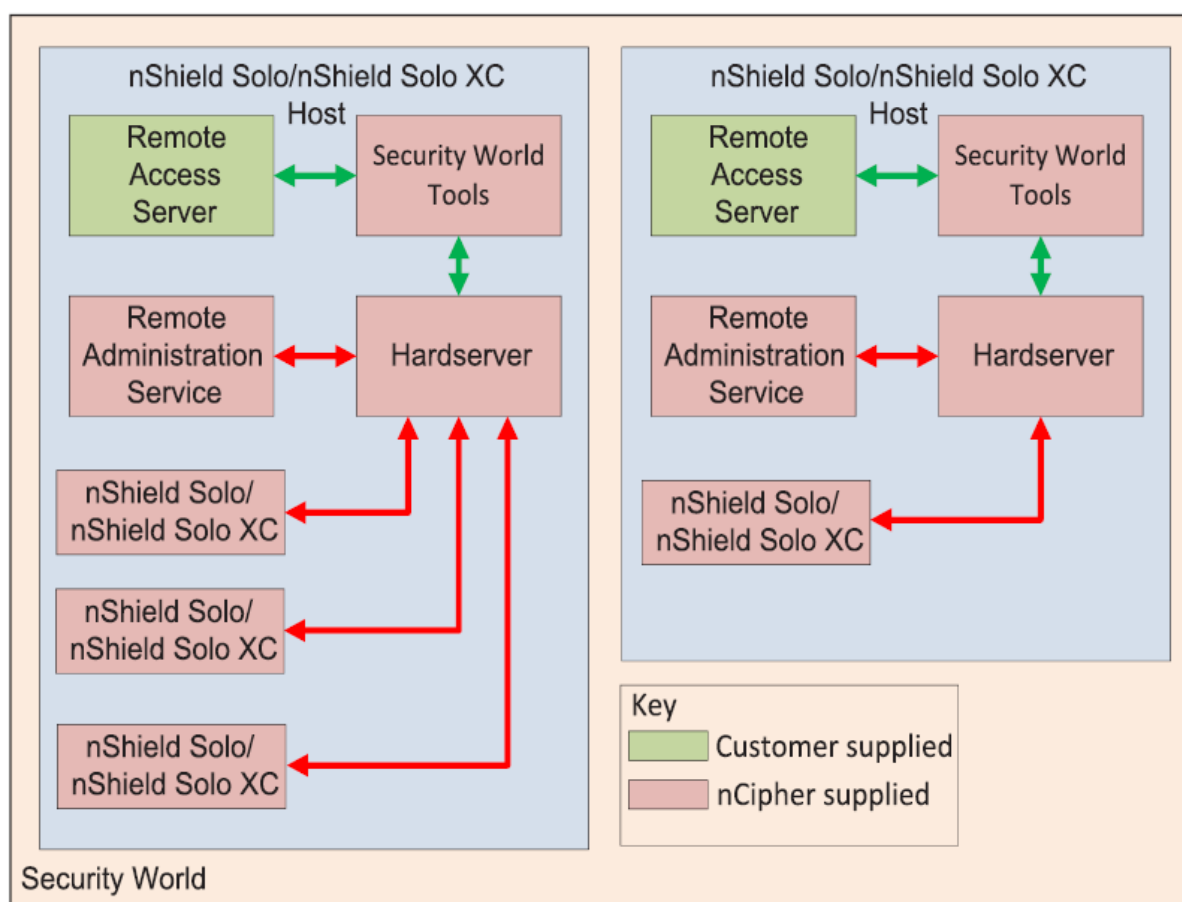 nShield Solo/nShield Solo XC
Host
Remote
Access
Server
Security World
Tools
Remote
Administration
Service
Hardserver
nShield Solo/
nShield Solo XC
nShield Solo/
nShield Solo XC
nShield Solo/
nShield Solo XC
nShield Solo/nShield Solo XC
Host
Remote
Access
Server
Security World
Tools
Remote
Administration
Service
Hardserver
nShield Solo/
nShield Solo XC
Key
Customer supplied
nCipher supplied
Security World